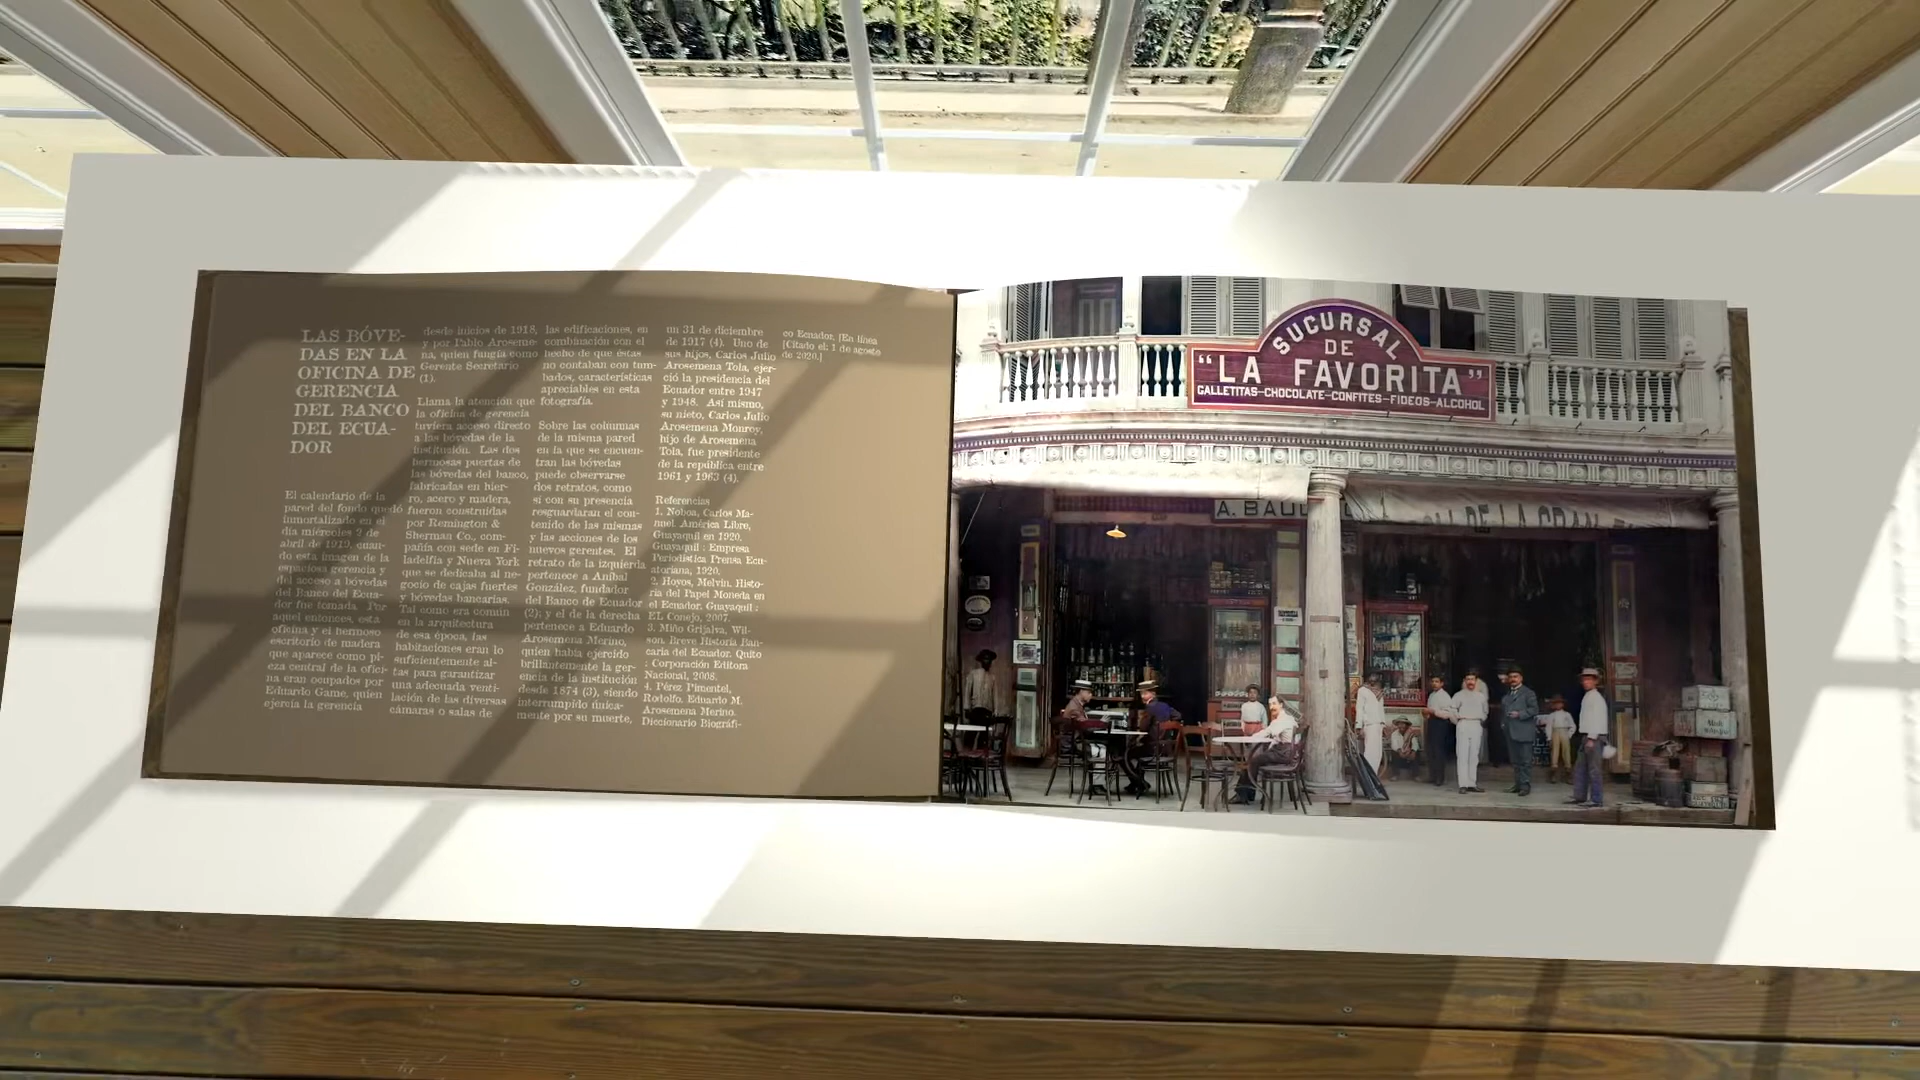 LAS BÓVE-
DAS EN LA
OFICINA DE
GERENCIA
DEL BANCO
DEL ECUA-
DOR
El calendario de la
pared del fondo quedó
inmortalizado en el
día miércoles 2 de
abril de 1919, cuan-
do esta imagen de la
espaciosa gerencia y
del acceso a bóvedas
del Banco del Ecua-
dor fue tomada. Por
aquel entonces, esta
oficina y el hermoso
escritorio de madera
que aparece como pi-
eza central de la ofici-
na eran ocupados por
Eduardo Game, quien
ejercía la gerencia
desde inicios de 1918,
y por Pablo Aroseme-
na, quien fungía como
Gerente Secretario
(1).
Llama la atención que
la oficina de gerencia
tuviera acceso directo
a las bóvedas de la
institución. Las dos
hermosas puertas de
las bóvedas del banco,
fabricadas en hier-
ro, acero y madera,
fueron construidas
por Remington &
Sherman Co., com-
pañía con sede en Fi-
ladelfia y Nueva York
que se dedicaba al ne-
gocio de cajas fuertes
y bóvedas bancarias.
Tal como era común
en la arquitectura
de esa época, las
habitaciones eran lo
suficientemente al-
tas para garantizar
una adecuada venti-
lación de las diversas
cámaras o salas de
las edificaciones, en
combinación con el
hecho de que éstas
no contaban con tum-
bados, características
apreciables en esta
fotografía.
Sobre las columnas
de la misma pared
en la que se encuen-
tran las bóvedas
puede observarse
dos retratos, como
si con su presencia
resguardaran el con-
tenido de las mismas
y las acciones de los
nuevos gerentes. El
retrato de la izquierda
pertenece a Aníbal
González, fundador
del Banco de Ecuador
(2); y el de la derecha
pertenece a Eduardo
Arosemena Merino,
quien había ejercido
brillantemente la ger-
encia de la institución
desde 1874 (3), siendo
interrumpido única-
mente por su muerte,
un 31 de diciembre
de 1917 (4). Uno de
sus hijos, Carlos Julio
Arosemena Tola, ejer-
ció la presidencia del
Ecuador entre 1947
y 1948. Así mismo,
su nieto, Carlos Julio
Arosemena Monroy,
hijo de Arosemena
Tola, fue presidente
de la república entre
1961 y 1963 (4).
Referencias
1. Noboa, Carlos Ma-
nuel. América Libre,
Guayaquil en 1920.
Guayaquil : Empresa
Periodística Prensa Ecu-
atoriana, 1920.
2. Hoyos, Melvin. Histo-
ria del Papel Moneda en
el Ecuador. Guayaquil :
EL Conejo, 2007.
3. Miño Grijalva, Wil-
son. Breve Historia Ban-
caria del Ecuador. Quito
: Corporación Editora
Nacional, 2008.
4. Pérez Pimentel,
Rodolfo. Eduardo M.
Arosemena Merino.
Diccionario Biográfi-
co Ecuador. [En línea]
[Citado el: 1 de agosto
de 2020.]
SUCURSAL
DE
"LA FAVORITA"
GALLETITAS-CHOCOLATE-CONFITES-FIDEOS-ALCOHOL
A. BAU
DE LA GRAN